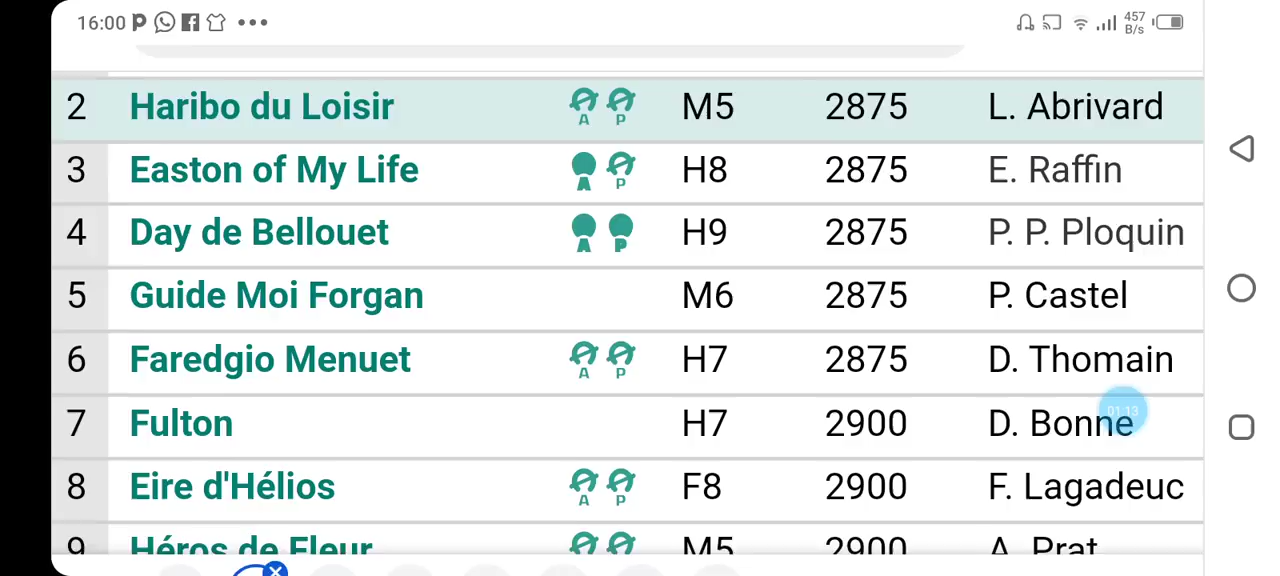 16:00 P •••
457 B/s
2 Haribo du Loisir A P M5 2875 L. Abrivard
3 Easton of My Life A P H8 2875 E. Raffin
4 Day de Bellouet A P H9 2875 P. P. Ploquin
5 Guide Moi Forgan M6 2875 P. Castel
6 Faredgio Menuet A P H7 2875 D. Thomain
7 Fulton H7 2900 D. Bonne
01:13
8 Eire d'Hélios A P F8 2900 F. Lagadeuc
9 Héros de Fleur M5 2900 A. Prat